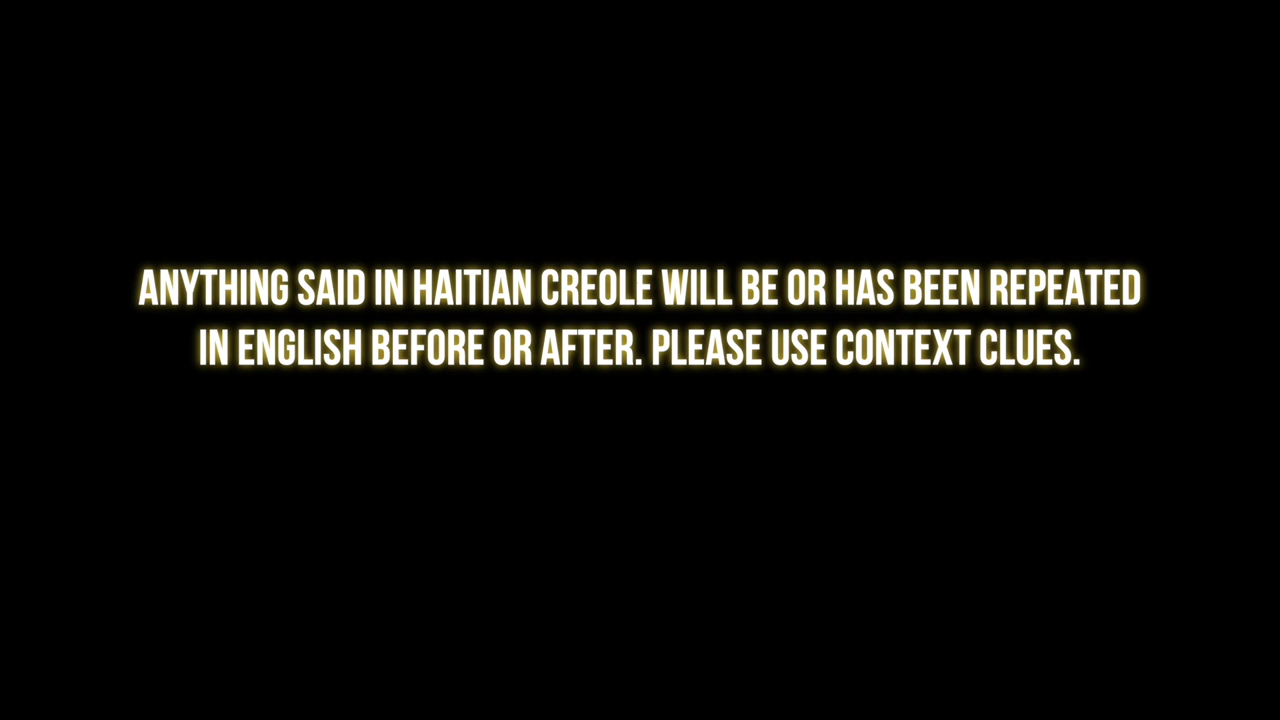 ANYTHING SAID IN HAITIAN CREOLE WILL BE OR HAS BEEN REPEATED
IN ENGLISH BEFORE OR AFTER. PLEASE USE CONTEXT CLUES.